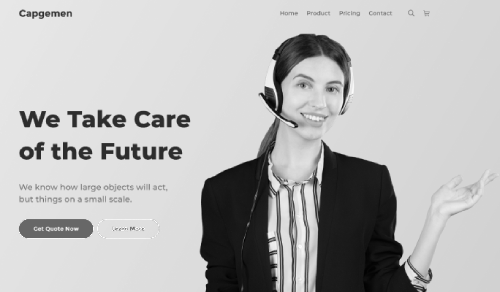 Capgemen
Home Product Pricing Contact
We Take Care
of the Future
We know how large objects will act,
but things on a small scale.
Get Quote Now Learn More